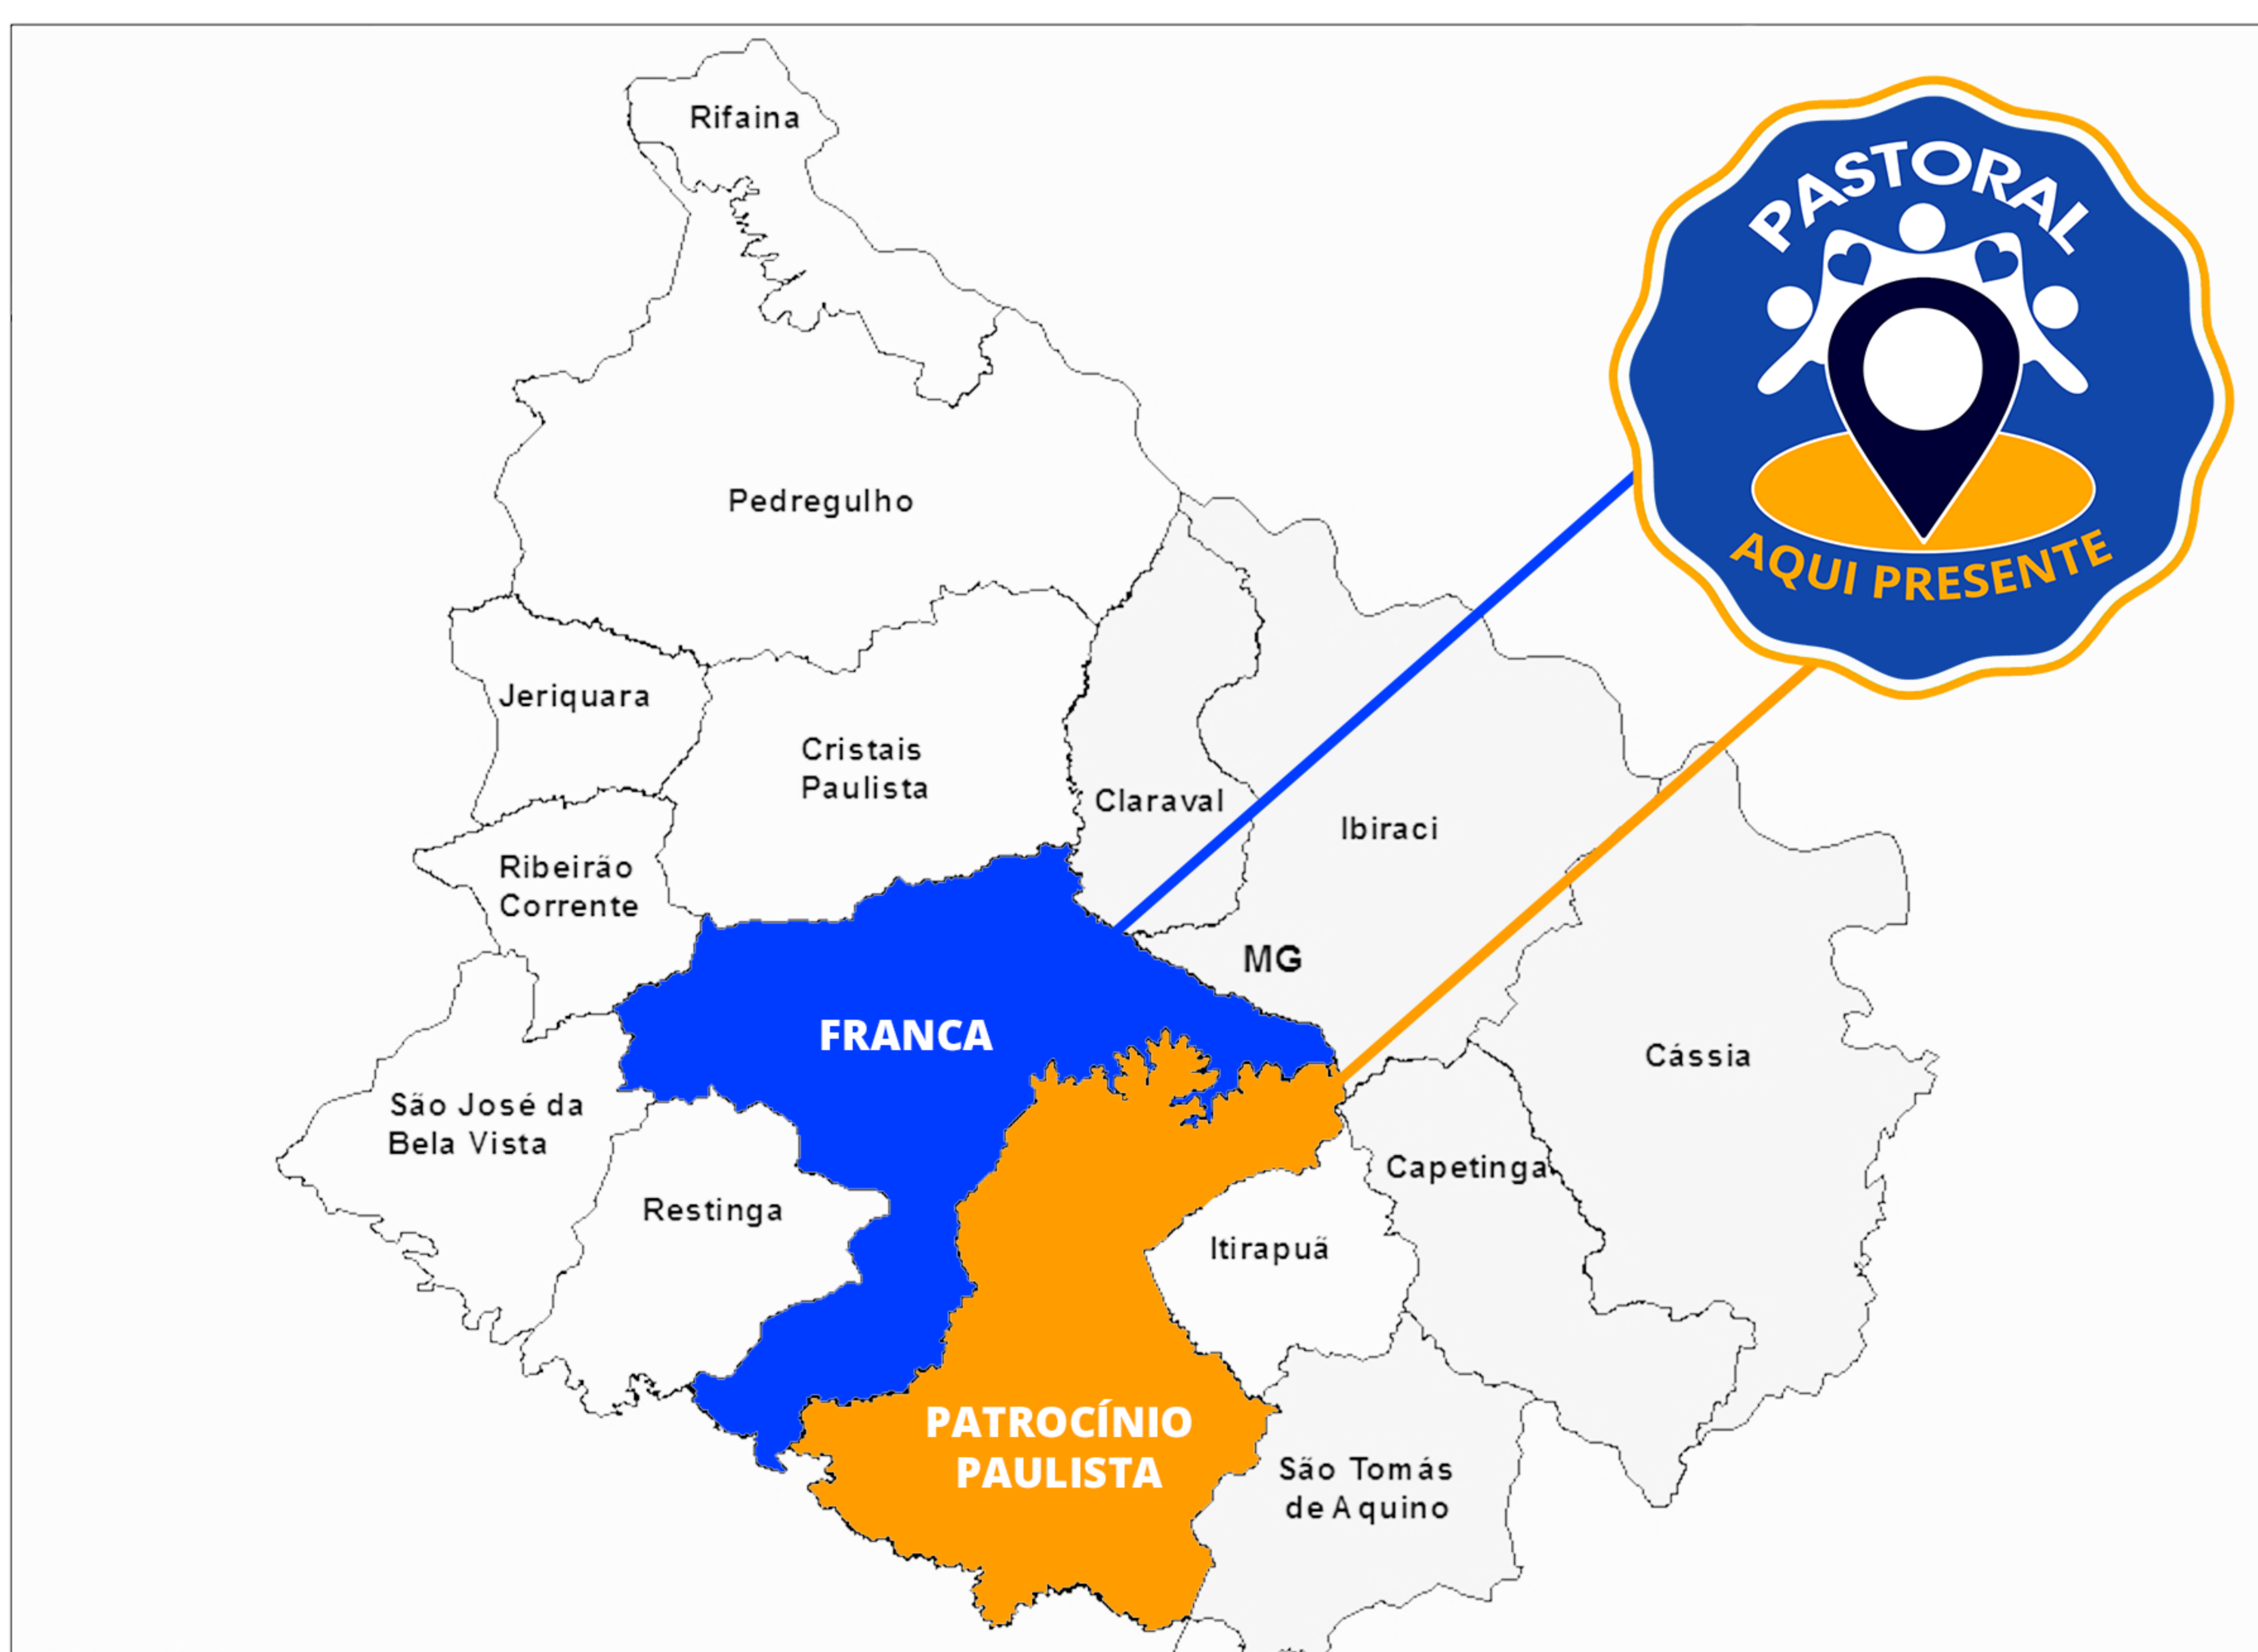 Rifaina
PASTORAL
AQUI PRESENTE
Pedregulho
Jeriquara
Cristais
Paulista
Claraval
Ibiraci
Ribeirão
Corrente
MG
FRANCA
Cássia
São José da
Bela Vista
Capetinga
Restinga
Itirapuã
PATROCÍNIO
PAULISTA
São Tomás
de Aquino